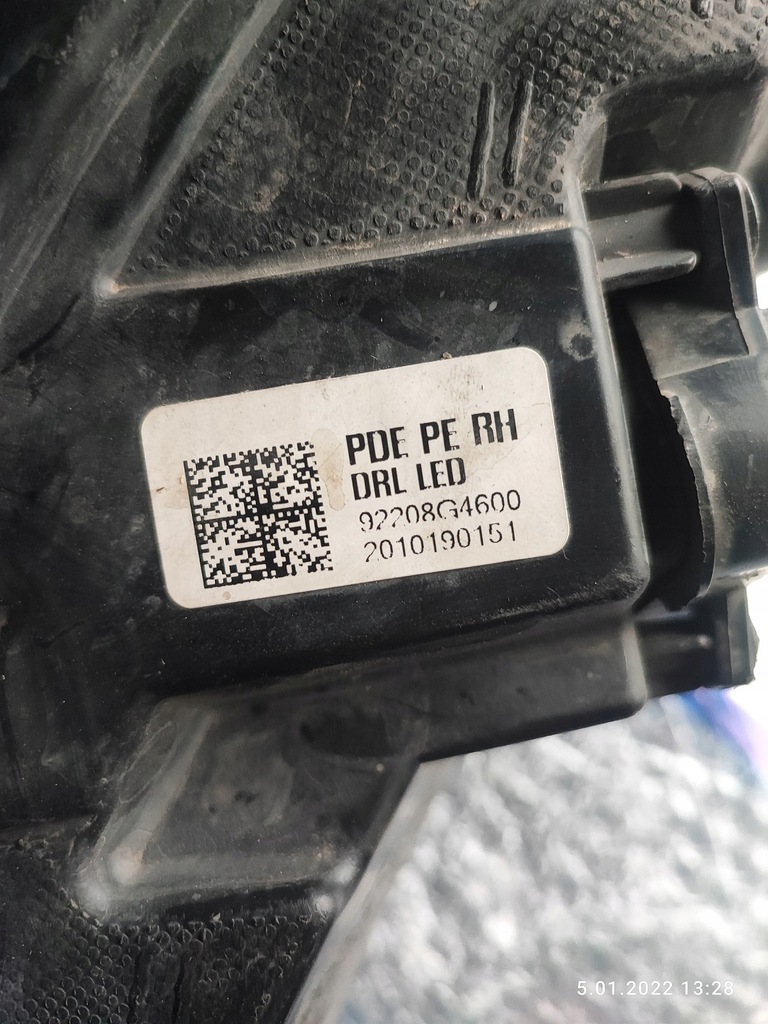 PDE PE RH
DRL LED
92208G4600
2010190151
5.01.2022 13:28